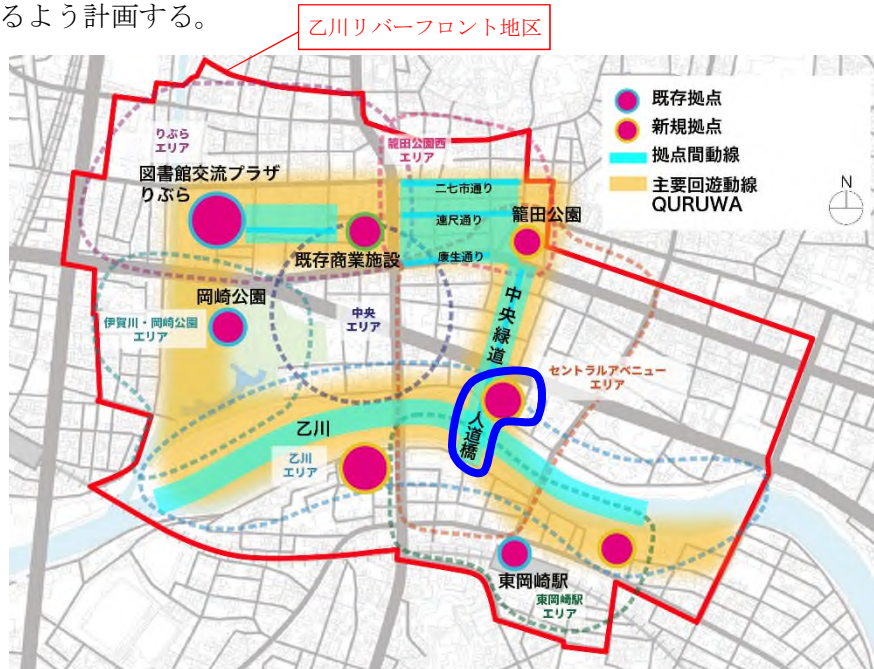 るよう計画する。
乙川リバーフロント地区
既存拠点
新規拠点
拠点間動線
主要回遊動線
QURUWA
N
りぶら
エリア
籠田公園西
エリア
図書館交流プラザ
りぶら
二七市通り
連尺通り
康生通り
籠田公園
既存商業施設
岡崎公園
伊賀川・岡崎公園
エリア
中央
エリア
中央緑道
セントラルアベニュー
エリア
人道橋
乙川
乙川
エリア
東岡崎駅
東岡崎駅
エリア